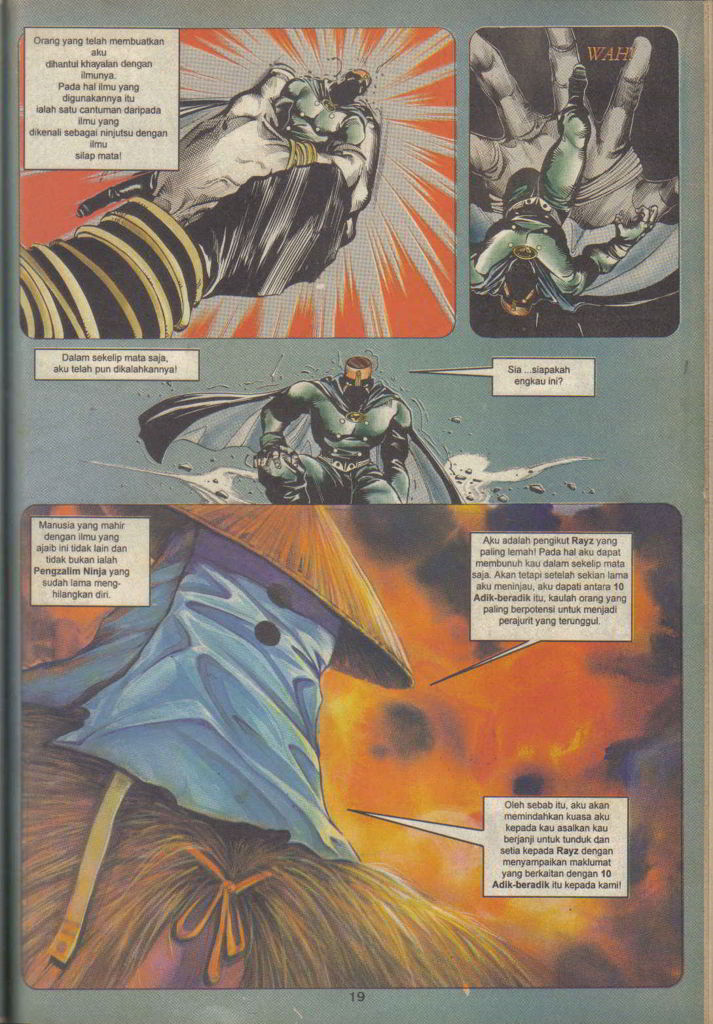 Orang yang telah membuatkan
aku
dihantui khayalan dengan
ilmunya.
Pada hal ilmu yang
digunakannya itu
ialah satu cantuman daripada
ilmu yang
dikenali sebagai ninjutsu dengan
ilmu
silap mata!
WAH!
Dalam sekelip mata saja,
aku telah pun dikalahkannya!
Sia ...siapakah
engkau ini?
Manusia yang mahir
dengan ilmu yang
ajaib ini tidak lain dan
tidak bukan ialah
Pengzalim Ninja yang
sudah lama meng-
hilangkan diri.
Aku adalah pengikut Rayz yang
paling lemah! Pada hal aku dapat
membunuh kau dalam sekelip mata
saja. Akan tetapi setelah sekian lama
aku meninjau, aku dapati antara 10
Adik-beradik itu, kaulah orang yang
paling berpotensi untuk menjadi
perajurit yang terunggul.
Oleh sebab itu, aku akan
memindahkan kuasa aku
kepada kau asalkan kau
berjanji untuk tunduk dan
setia kepada Rayz dengan
menyampaikan maklumat
yang berkaitan dengan 10
Adik-beradik itu kepada kami!
19